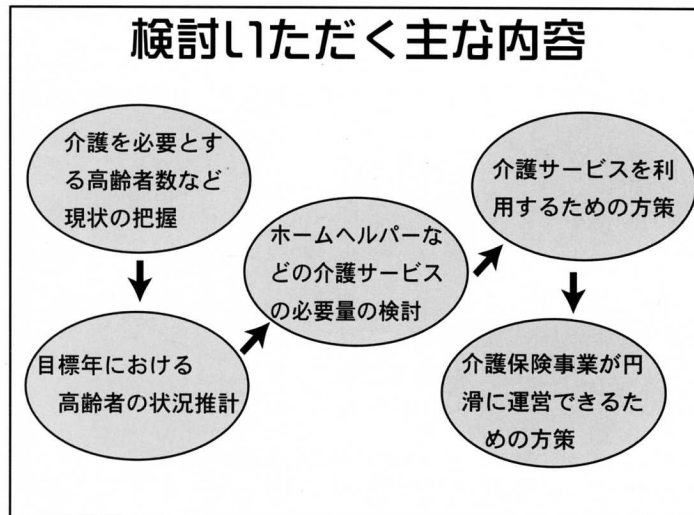 検討いただく主な内容
介護を必要とす
る高齢者数など
現状の把握
目標年における
高齢者の状況推計
ホームヘルパーな
どの介護サービス
の必要量の検討
介護サービスを利
用するための方策
介護保険事業が円
滑に運営できるた
めの方策